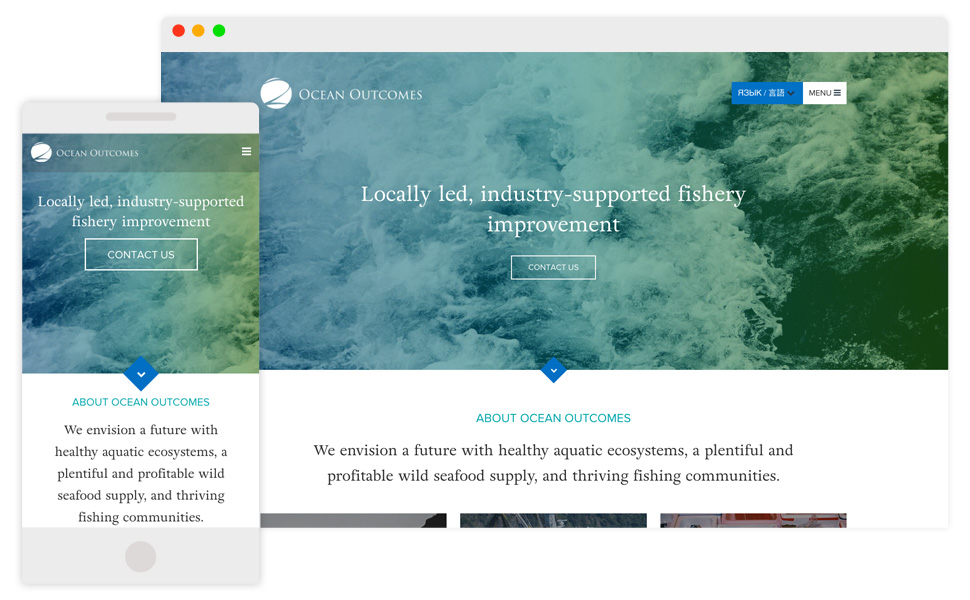 OCEAN OUTCOMES
ЯЗЫК / 言語
MENU
Locally led, industry-supported fishery
improvement
CONTACT US
ABOUT OCEAN OUTCOMES
We envision a future with healthy aquatic ecosystems, a plentiful and
profitable wild seafood supply, and thriving fishing communities.
OCEAN OUTCOMES
Locally led, industry-supported
fishery improvement
CONTACT US
ABOUT OCEAN OUTCOMES
We envision a future with
healthy aquatic ecosystems, a
plentiful and profitable wild
seafood supply, and thriving
fishing communities.